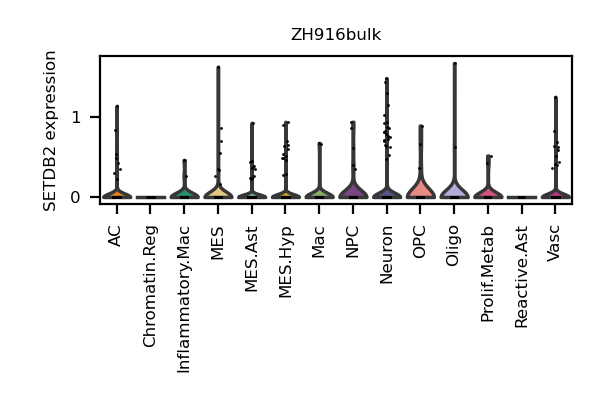 ZH916bulk
SETDB2 expression
1
0
AC
Chromatin.Reg
Inflammatory.Mac
MES
MES.Ast
MES.Hyp
Mac
NPC
Neuron
OPC
Oligo
Prolif.Metab
Reactive.Ast
Vasc